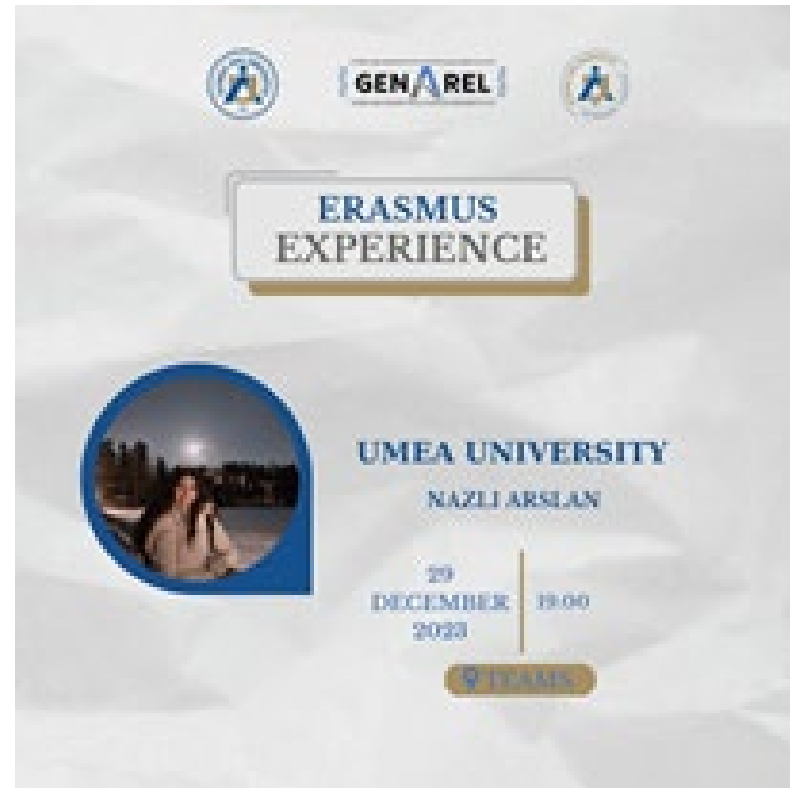 GENAREL
ERASMUS
EXPERIENCE
UMEA UNIVERSITY
NAZLI ARSLAN
29
DECEMBER
2023
19:00
TEAMS